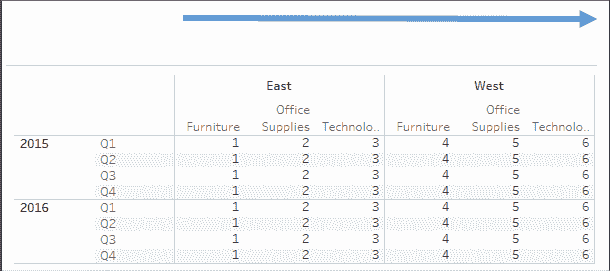 East West
Office Office
Furniture Supplies Technolo.. Furniture Supplies Technolo..
2015 Q1 1 2 3 4 5 6
Q2 1 2 3 4 5 6
Q3 1 2 3 4 5 6
Q4 1 2 3 4 5 6
2016 Q1 1 2 3 4 5 6
Q2 1 2 3 4 5 6
Q3 1 2 3 4 5 6
Q4 1 2 3 4 5 6